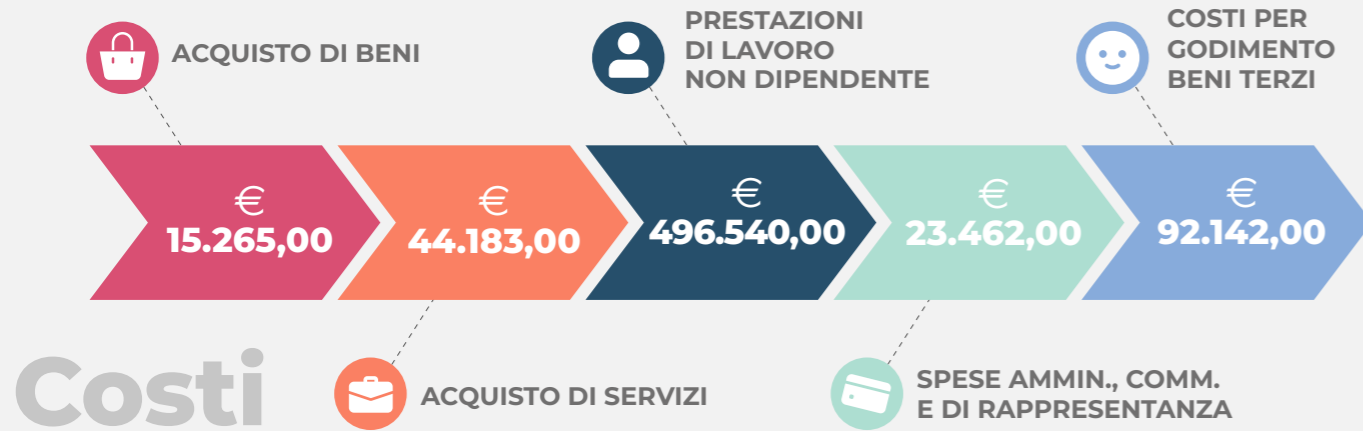 ACQUISTO DI BENI
PRESTAZIONI
DI LAVORO
NON DIPENDENTE
COSTI PER
GODIMENTO
BENI TERZI
€
15.265,00
€
44.183,00
€
496.540,00
€
23.462,00
€
92.142,00
Costi
ACQUISTO DI SERVIZI
SPESE AMMIN., COMM.
E DI RAPPRESENTANZA